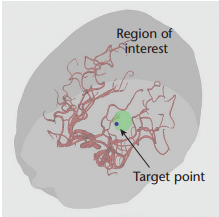 Region of
interest
Target point